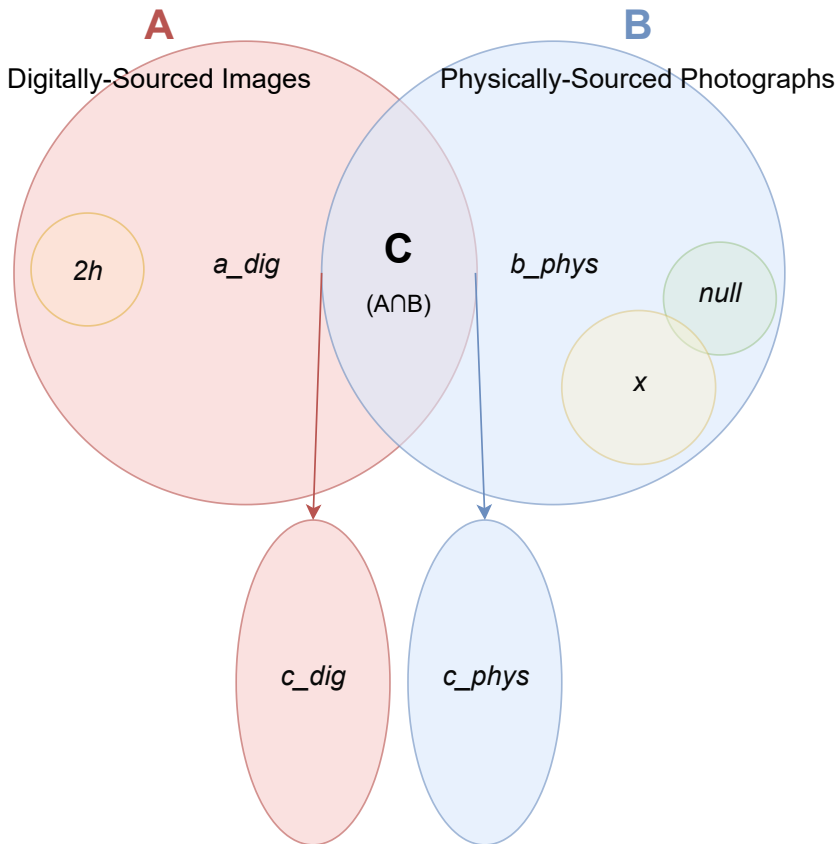 A
B
Digitally-Sourced Images
Physically-Sourced Photographs
2h
a_dig
C
(A∩B)
b_phys
null
x
c_dig
c_phys